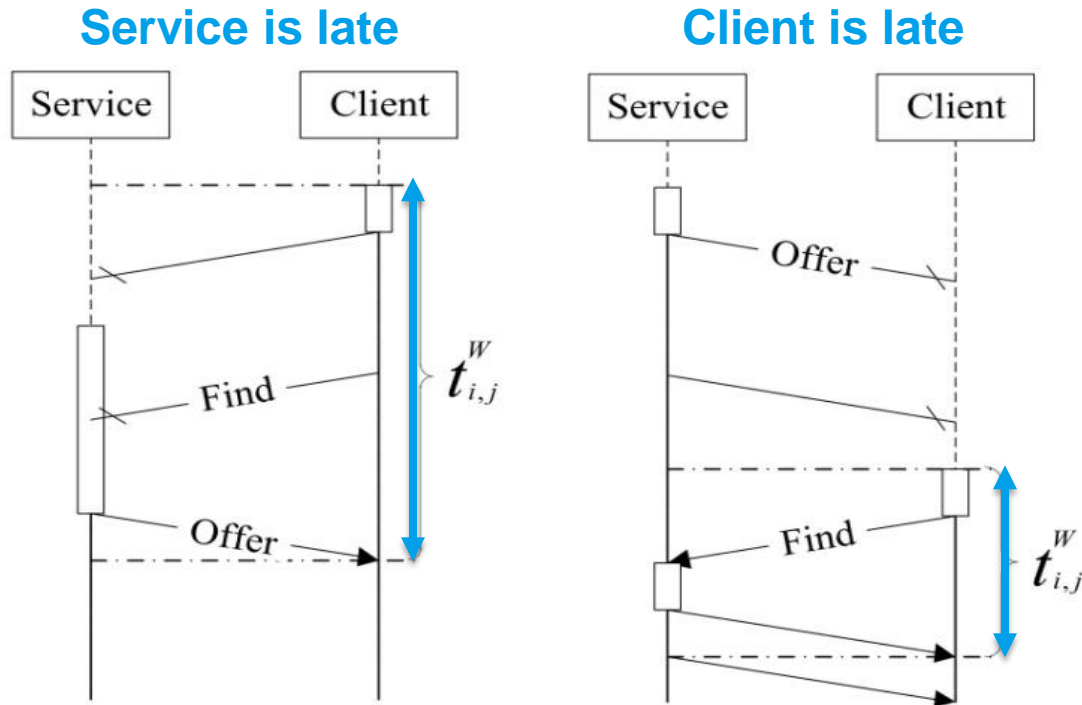 Service is late
Service
Client
Find
Offer
t^W_{i,j}
Client is late
Service
Client
Offer
Find
t^W_{i,j}